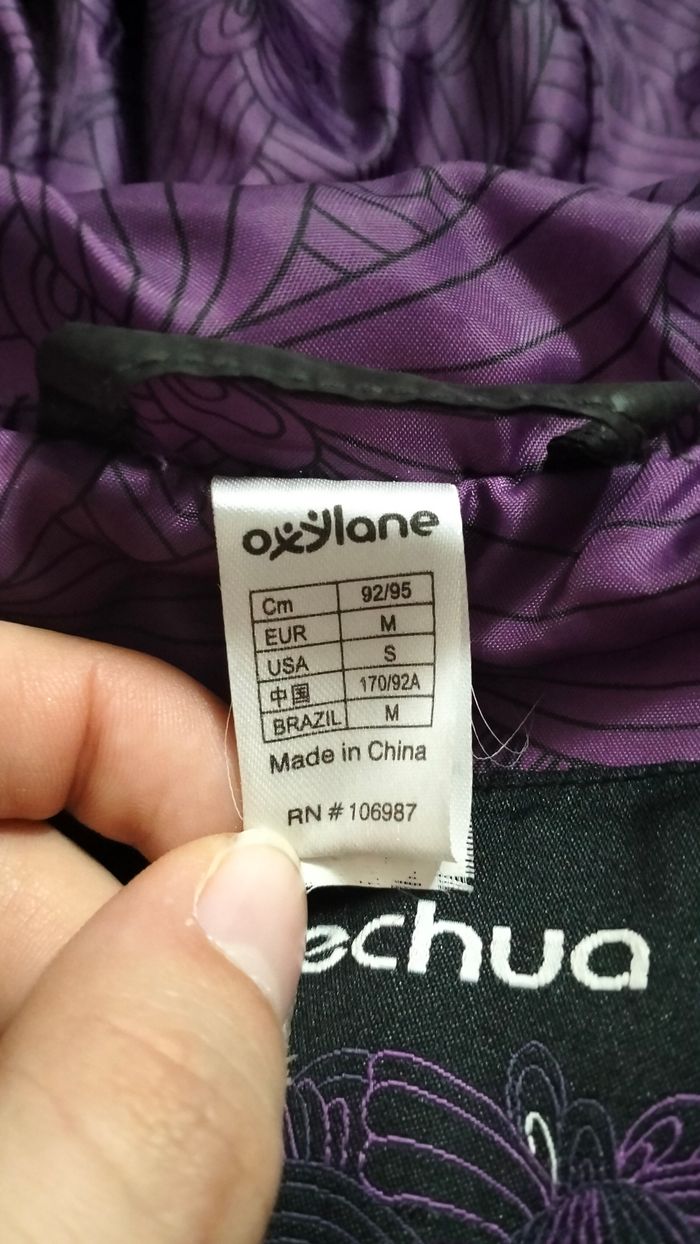 oxylane
Cm 92/95
EUR M
USA S
中国 170/92A
BRAZIL M
Made in China
RN # 106987
echua